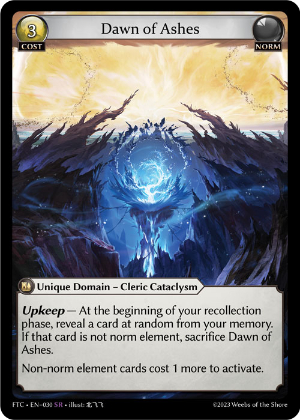 3
COST
Dawn of Ashes
NORM
Unique Domain – Cleric Cataclysm
Upkeep — At the beginning of your recollection
phase, reveal a card at random from your memory.
If that card is not norm element, sacrifice Dawn of
Ashes.
Non-norm element cards cost 1 more to activate.
FTC • EN–030 SR • illust:
©2023 Weebs of the Shore